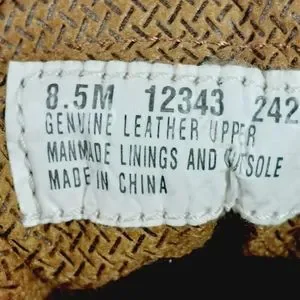 8.5M 12343 242
GENUINE LEATHER UPPER
MANMADE LININGS AND OUTSOLE
MADE IN CHINA